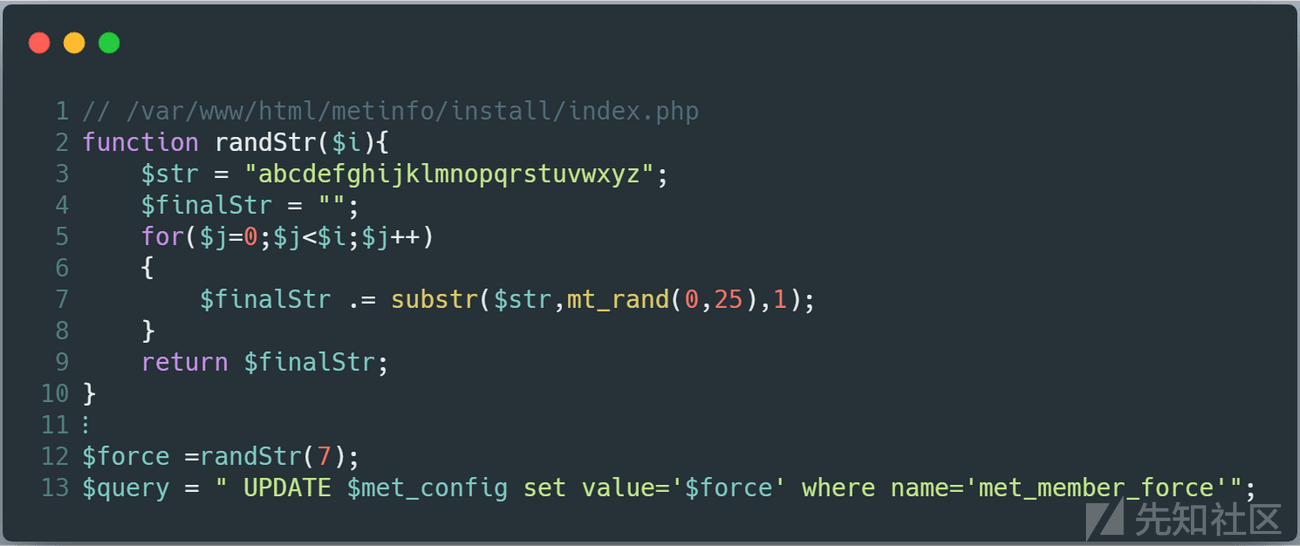 1 // /var/www/html/metinfo/install/index.php
2 function randStr($i){
3     $str = "abcdefghijklmnopqrstuvwxyz";
4     $finalStr = "";
5     for($j=0;$j<$i;$j++)
6     {
7         $finalStr .= substr($str,mt_rand(0,25),1);
8     }
9     return $finalStr;
10 }
11 ⋮
12 $force =randStr(7);
13 $query = " UPDATE $met_config set value='$force' where name='met_member_force'";
先知社区